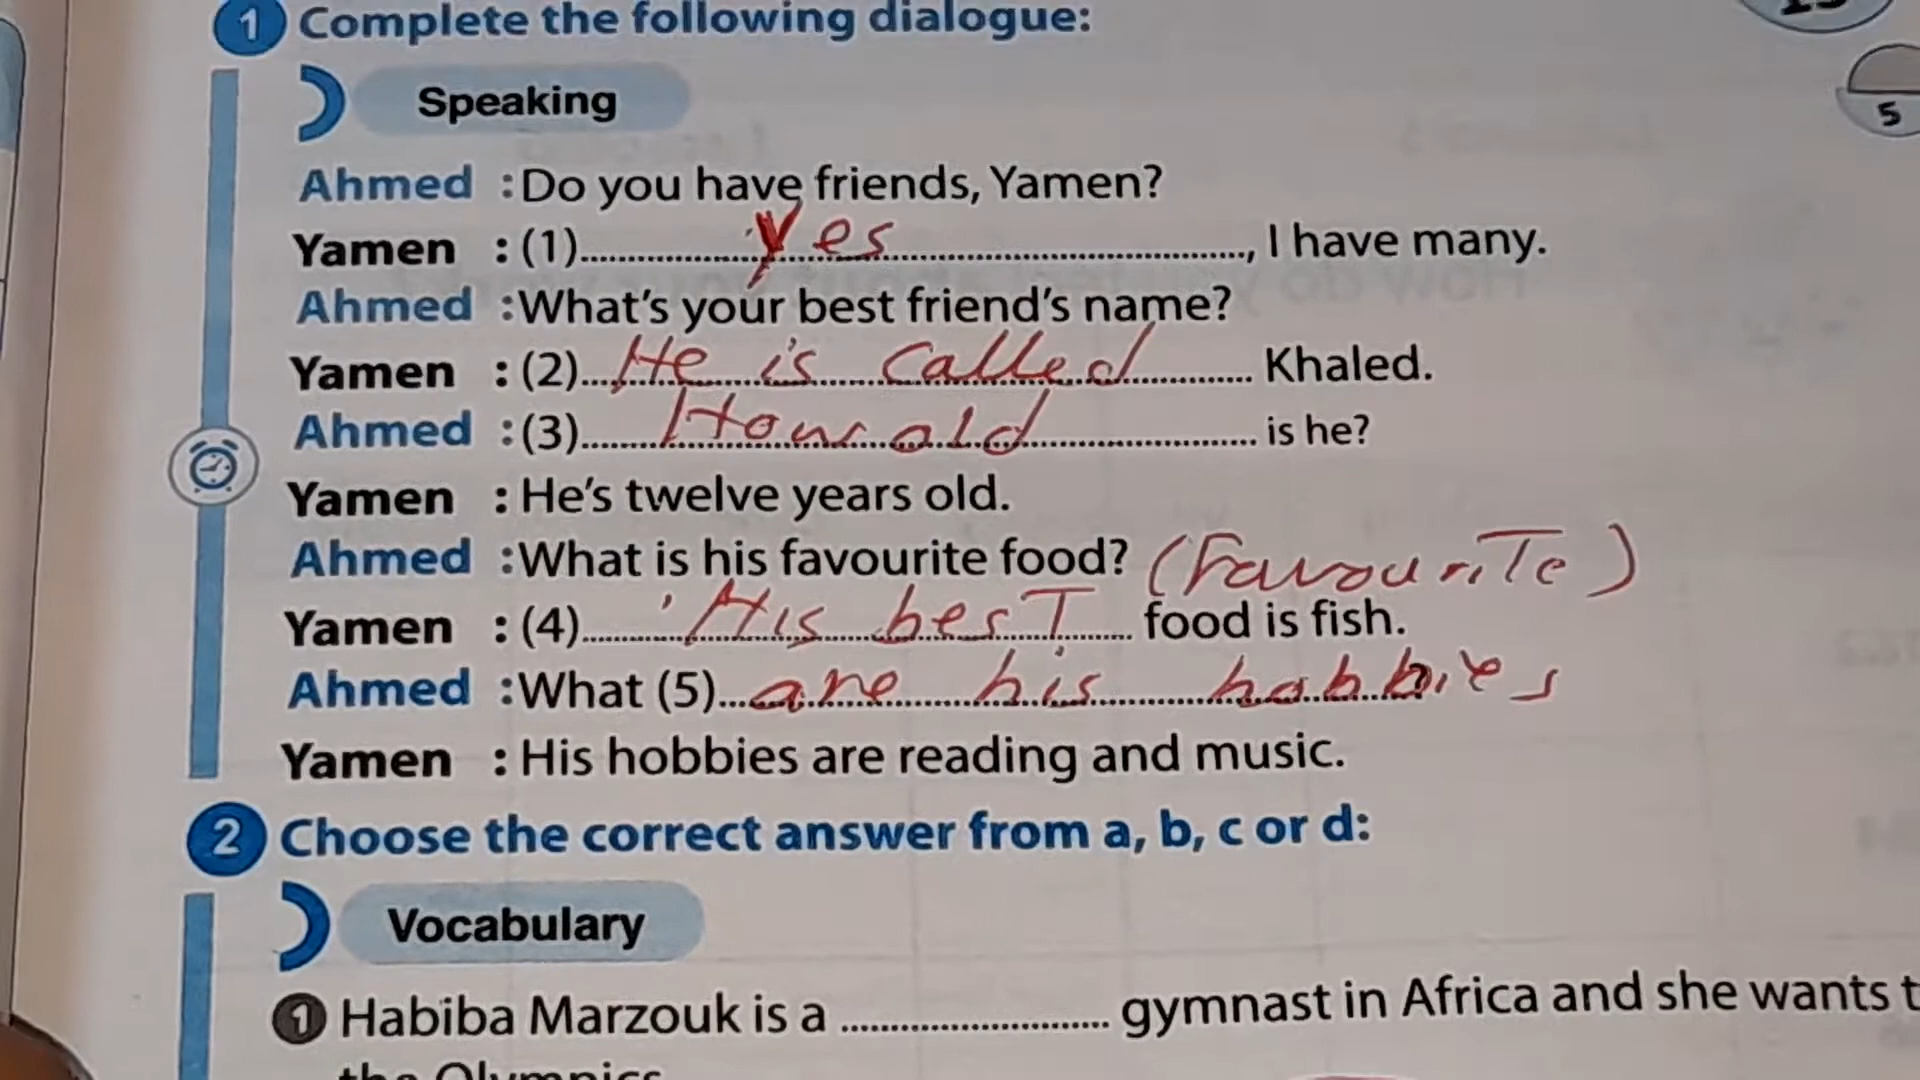 1 Complete the following dialogue:
Speaking
5
Ahmed : Do you have friends, Yamen?
Yamen : (1)..........Yes.........., I have many.
Ahmed : What's your best friend's name?
Yamen : (2)....He is called.... Khaled.
Ahmed : (3)....How old.... is he?
Yamen : He's twelve years old.
Ahmed : What is his favourite food? (Favourite)
Yamen : (4)....His best.... food is fish.
Ahmed : What (5)...are his hobbies
Yamen : His hobbies are reading and music.
2 Choose the correct answer from a, b, c or d:
Vocabulary
1 Habiba Marzouk is a .......................... gymnast in Africa and she wants t
the Olympics